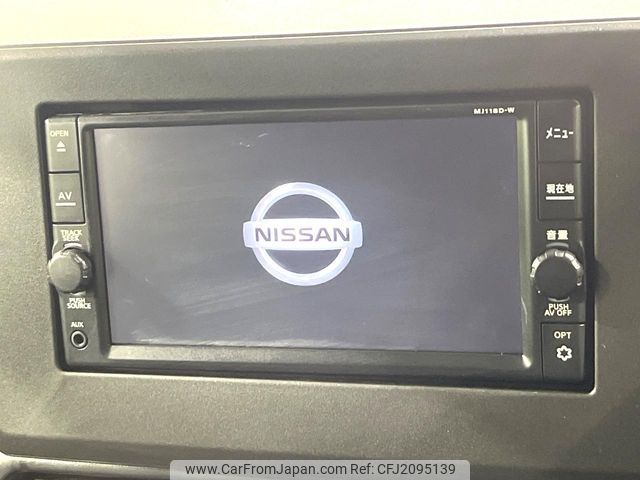 MJ118D-W
OPEN
AV
TRACK
SEEK
PUSH
SOURCE
AUX
NISSAN
メニュー
現在地
音量
PUSH
AV OFF
OPT
www.CarFromJapan.com | Ref: CFJ2095139